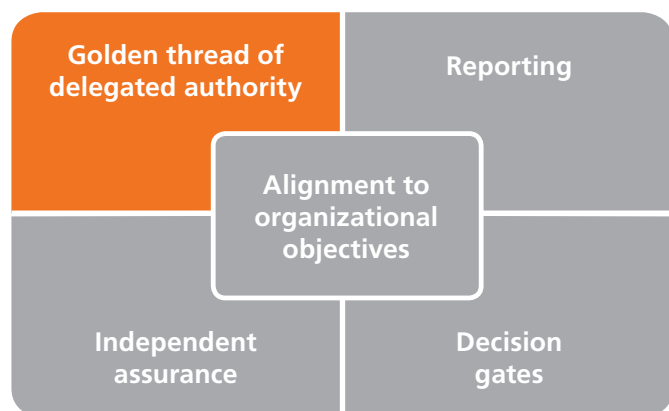 Golden thread of
delegated authority
Reporting
Alignment to
organizational
objectives
Independent
assurance
Decision
gates